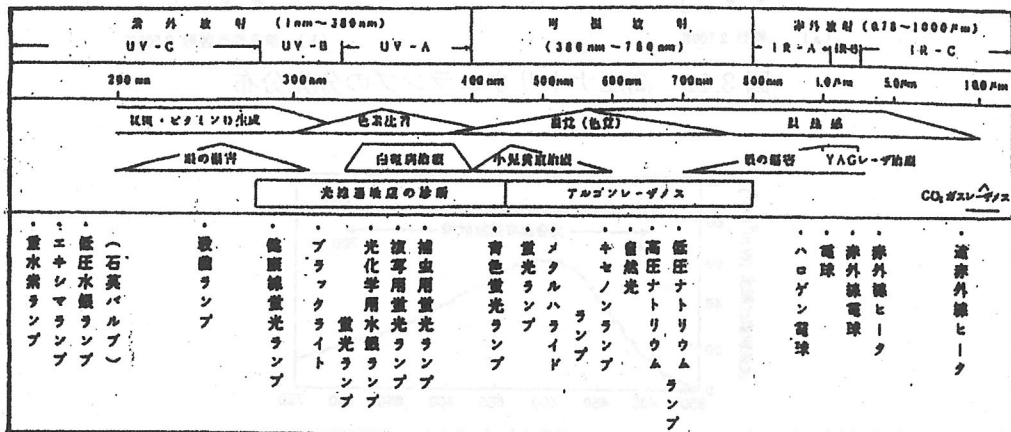 紫外放射 (1nm~380nm)
可視放射
(380nm~780nm)
赤外放射 (0.78~1000μm)
UV-C
UV-B
UV-A
IR-A
IR-B
IR-C
200nm
300nm
400nm
500nm
600nm
700nm
800nm
1.0μm
5.0μm
10.0μm
殺菌・ビタミンD生成
色素沈着
視覚(色覚)
温熱感
眼の傷害
白斑病治療
小児黄疸治療
眼の傷害
YAGレーザ治療
光線過敏症の診断
アルゴンレーザメス
CO₂ガスレーザメス
・重水素ランプ
・エキシマランプ
・低圧水銀ランプ
(石英バルブ)
・殺菌ランプ
・健康線蛍光ランプ
・ブラックライト
蛍光ランプ
・光化学用水銀ランプ
・複写用蛍光ランプ
・捕虫用蛍光ランプ
・青色蛍光ランプ
・蛍光ランプ
・メタルハライド
ランプ
・キセノンランプ
・自然光
・高圧ナトリウム
・低圧ナトリウム
ランプ
・ハロゲン電球
・電球
・赤外線電球
・赤外線ヒータ
・遠赤外線ヒータ